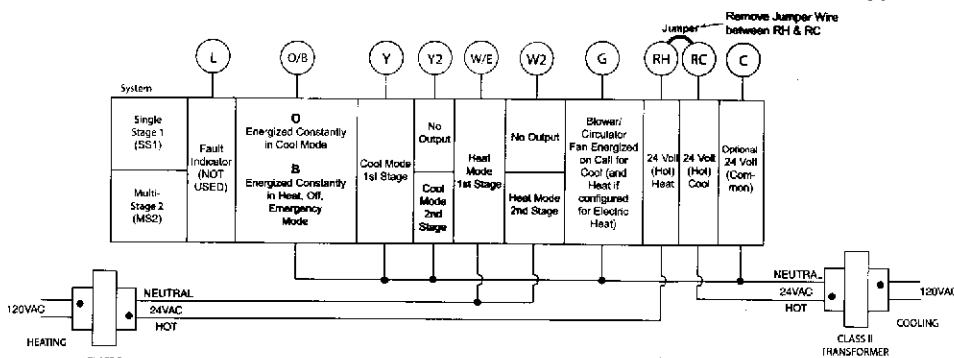 Remove Jumper Wire
between RH & RC
Jumper
L
O/B
Y
Y2
W/E
W2
G
RH
RC
C
System
Single
Stage 1
(SS1)
Multi-
Stage 2
(MS2)
Fault
Indicator
(NOT
USED)
O
Energized Constantly
in Cool Mode
B
Energized Constantly
in Heat, Off,
Emergency
Mode
Cool Mode
1st Stage
No
Output
Cool
Mode
2nd
Stage
Heat
Mode
1st Stage
No Output
Heat Mode
2nd Stage
Blower/
Circulator
Fan Energized
on Call for
Cool (and
Heat if
configured
for Electric
Heat)
24 Volt
(Hot)
Heat
24 Volt
(Hot)
Cool
Optional
24 Volt
(Com-
mon)
120VAC
NEUTRAL
24VAC
HOT
HEATING
NEUTRAL
24VAC
HOT
120VAC
COOLING
CLASS II
TRANSFORMER